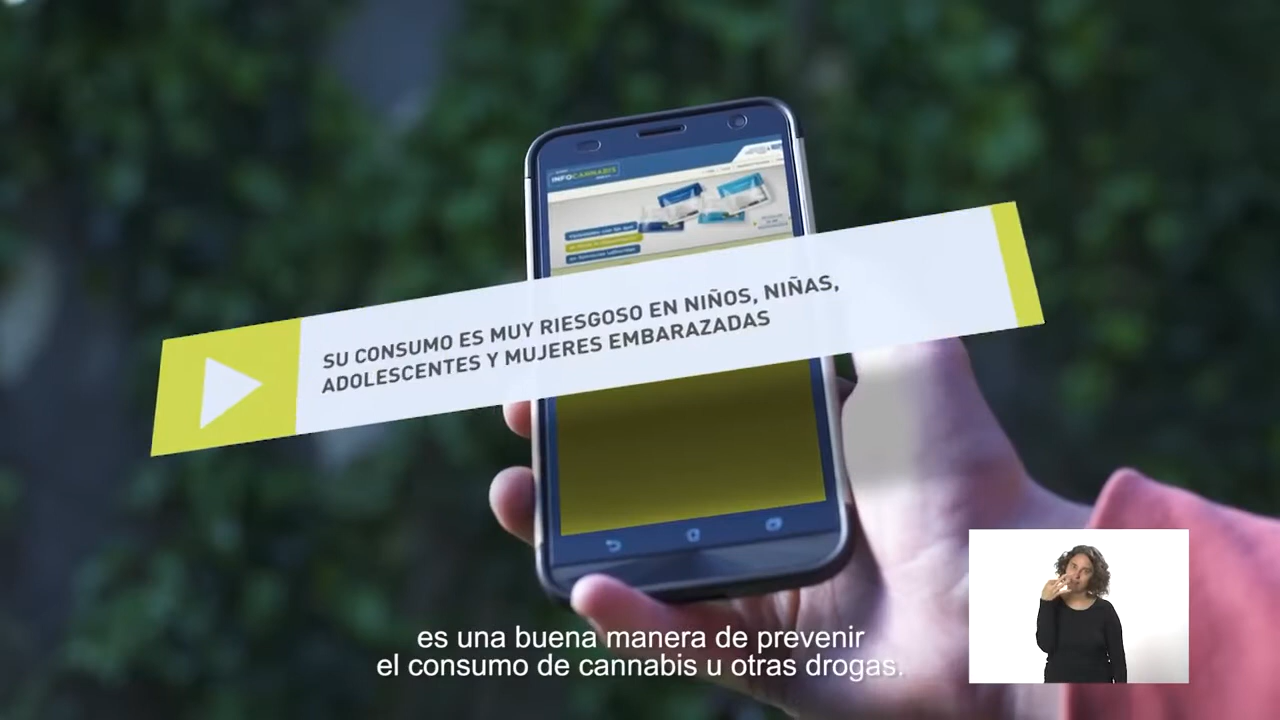 INFOCANNABIS
SU CONSUMO ES MUY RIESGOSO EN NIÑOS, NIÑAS,
ADOLESCENTES Y MUJERES EMBARAZADAS
es una buena manera de prevenir
el consumo de cannabis u otras drogas.